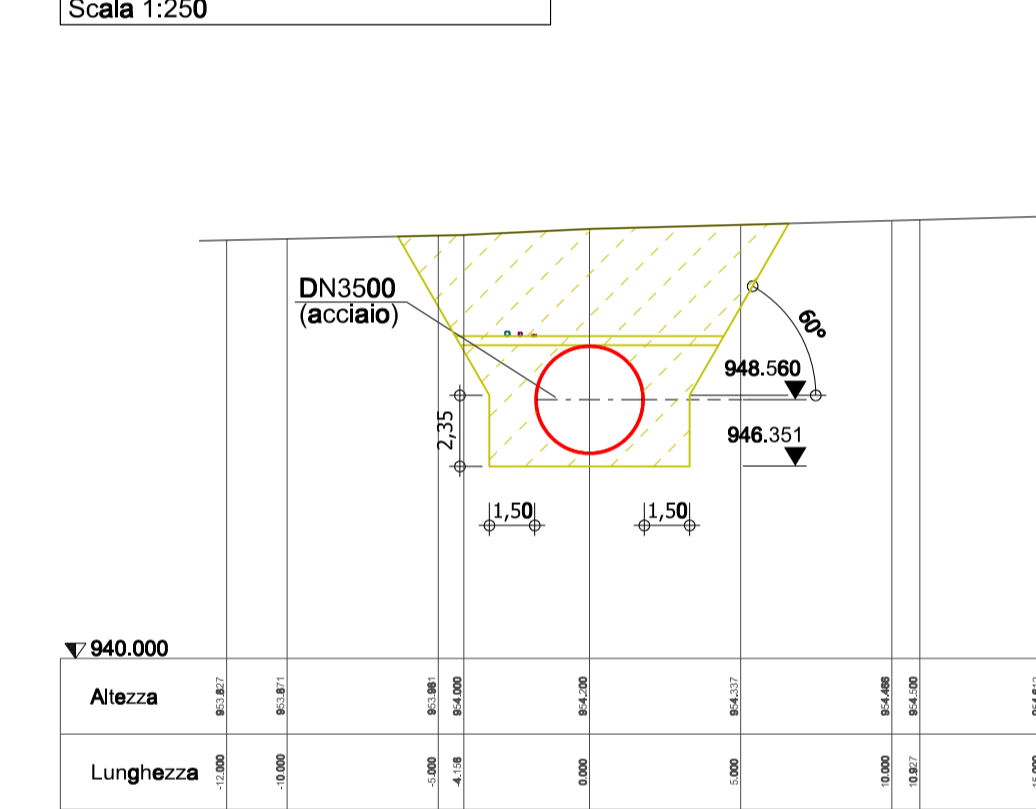 Scala 1:250
DN3500
(acciaio)
60°
948.560
2,35
946.351
1,50
1,50
940.000
Altezza 953.827 953.871 953.981 954.000 954.200 954.337 954.466 954.500
Lunghezza -12.000 -10.000 -5.000 -4.156 0.000 5.000 10.000 10.927